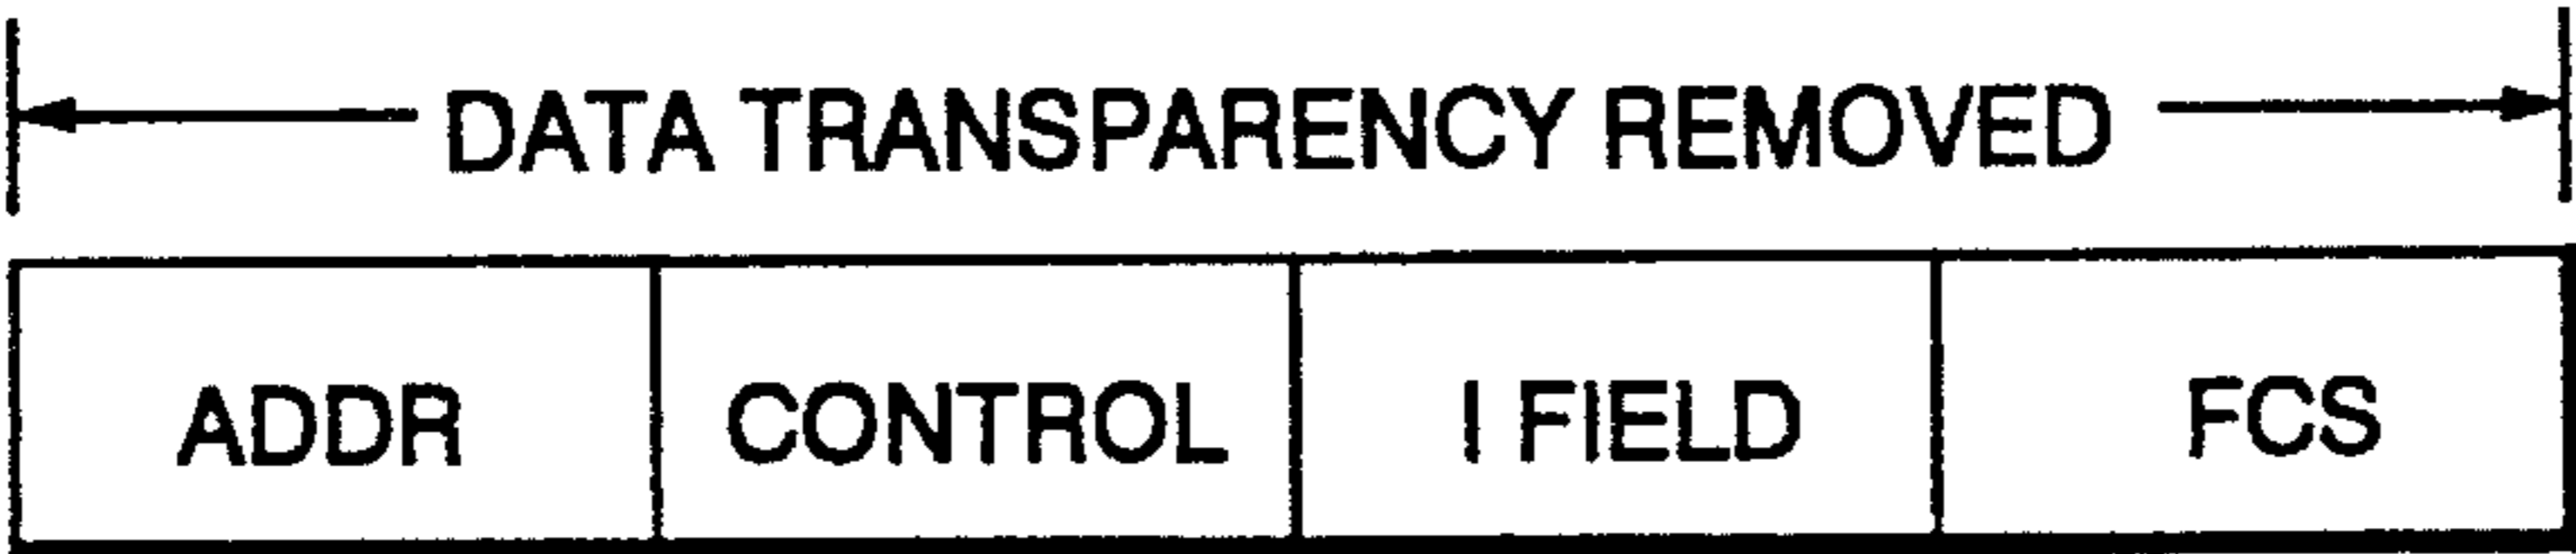 DATA TRANSPARENCY REMOVED
ADDR CONTROL I FIELD FCS